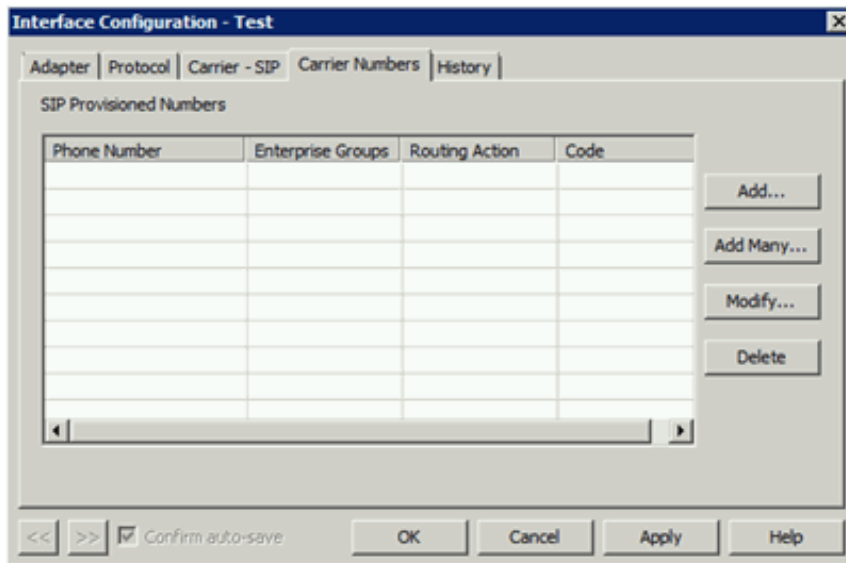 Interface Configuration - Test
Adapter Protocol Carrier - SIP Carrier Numbers History
SIP Provisioned Numbers
Phone Number Enterprise Groups Routing Action Code
Add...
Add Many...
Modify...
Delete
<< >> Confirm auto-save OK Cancel Apply Help